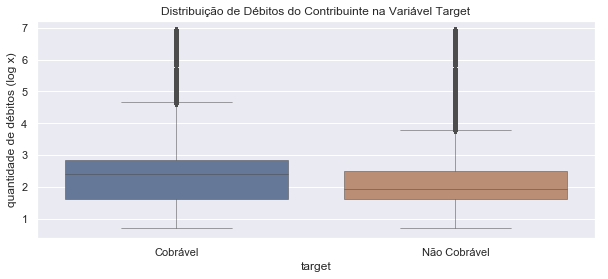 Distribuição de Débitos do Contribuinte na Variável Target
quantidade de débitos (log x)
7
6
5
4
3
2
1
Cobrável
Não Cobrável
target